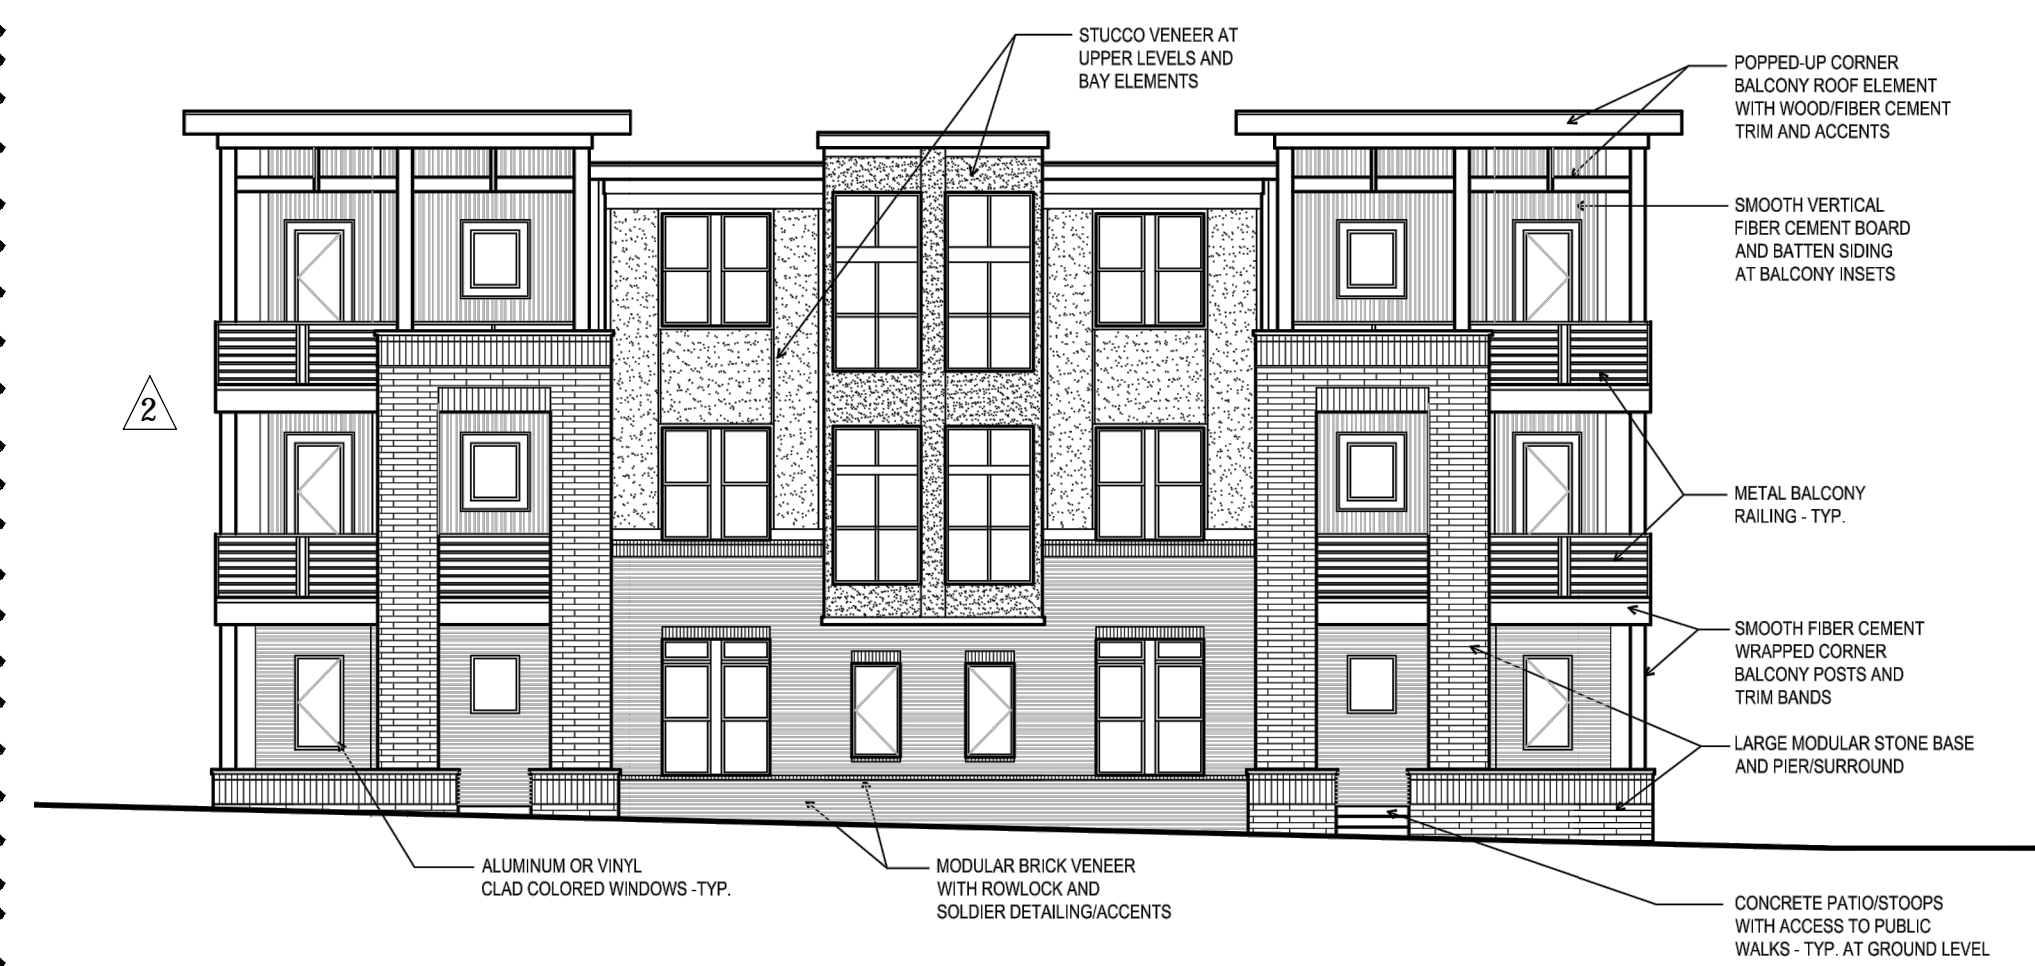 STUCCO VENEER AT
UPPER LEVELS AND
BAY ELEMENTS
POPPED-UP CORNER
BALCONY ROOF ELEMENT
WITH WOOD/FIBER CEMENT
TRIM AND ACCENTS
SMOOTH VERTICAL
FIBER CEMENT BOARD
AND BATTEN SIDING
AT BALCONY INSETS
2
METAL BALCONY
RAILING - TYP.
SMOOTH FIBER CEMENT
WRAPPED CORNER
BALCONY POSTS AND
TRIM BANDS
LARGE MODULAR STONE BASE
AND PIER/SURROUND
ALUMINUM OR VINYL
CLAD COLORED WINDOWS -TYP.
MODULAR BRICK VENEER
WITH ROWLOCK AND
SOLDIER DETAILING/ACCENTS
CONCRETE PATIO/STOOPS
WITH ACCESS TO PUBLIC
WALKS - TYP. AT GROUND LEVEL